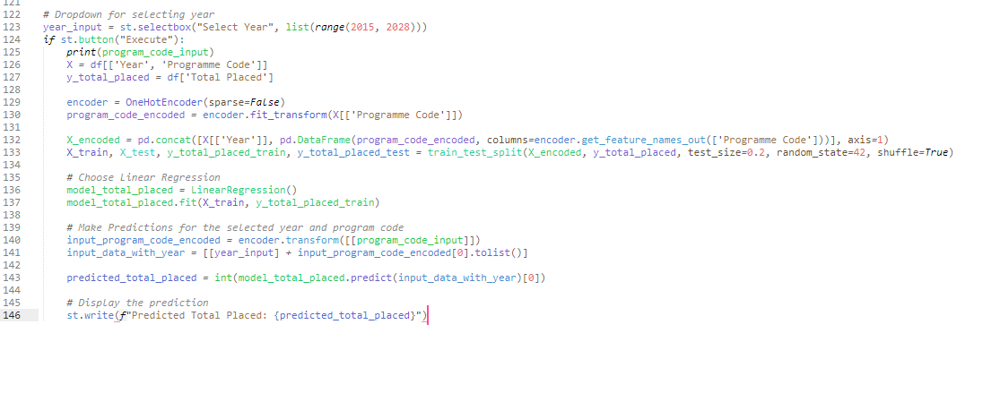 121
122 # Dropdown for selecting year
123 year_input = st.selectbox("Select Year", list(range(2015, 2028)))
124 if st.button("Execute"):
125 print(program_code_input)
126 X = df[['Year', 'Programme Code']]
127 y_total_placed = df['Total Placed']
128
129 encoder = OneHotEncoder(sparse=False)
130 program_code_encoded = encoder.fit_transform(X[['Programme Code']])
131
132 X_encoded = pd.concat([X[['Year']], pd.DataFrame(program_code_encoded, columns=encoder.get_feature_names_out(['Programme Code']))], axis=1)
133 X_train, X_test, y_total_placed_train, y_total_placed_test = train_test_split(X_encoded, y_total_placed, test_size=0.2, random_state=42, shuffle=True)
134
135 # Choose Linear Regression
136 model_total_placed = LinearRegression()
137 model_total_placed.fit(X_train, y_total_placed_train)
138
139 # Make Predictions for the selected year and program code
140 input_program_code_encoded = encoder.transform([[program_code_input]])
141 input_data_with_year = [[year_input] + input_program_code_encoded[0].tolist()]
142
143 predicted_total_placed = int(model_total_placed.predict(input_data_with_year)[0])
144
145 # Display the prediction
146 st.write(f"Predicted Total Placed: {predicted_total_placed}")